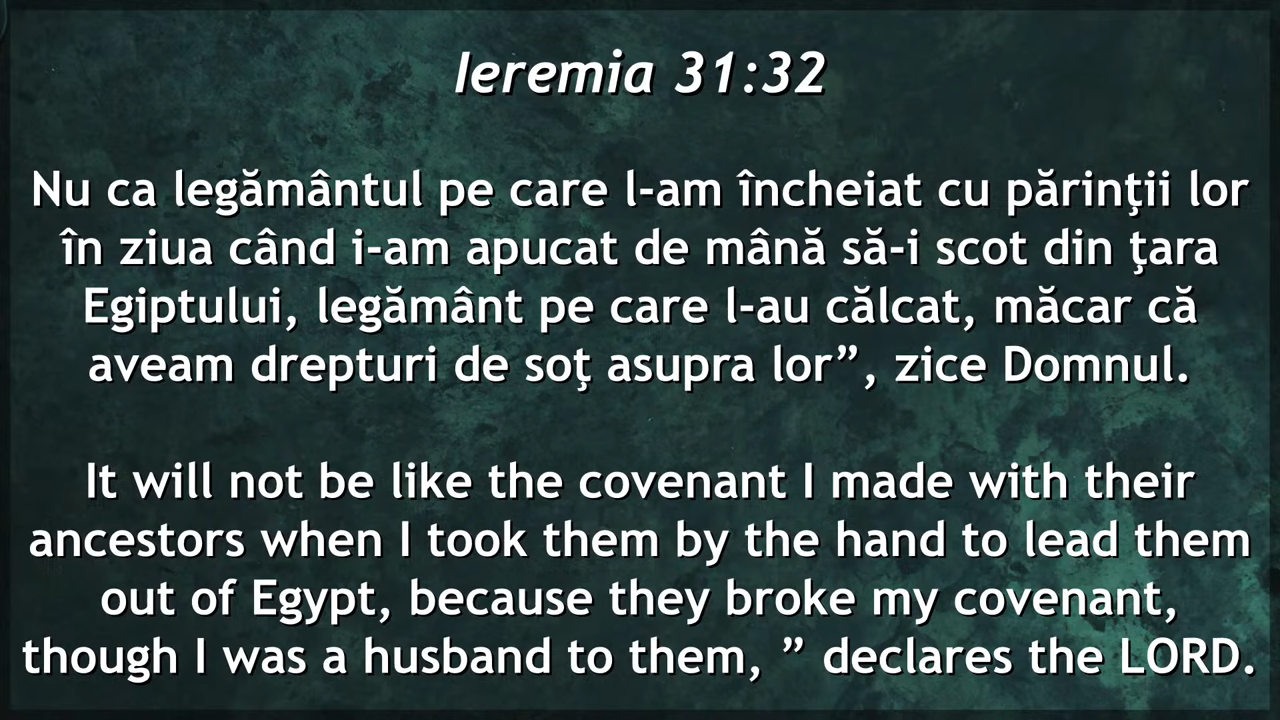 Ieremia 31:32
Nu ca legământul pe care l-am încheiat cu părinţii lor
în ziua când i-am apucat de mână să-i scot din ţara
Egiptului, legământ pe care l-au călcat, măcar că
aveam drepturi de soţ asupra lor”, zice Domnul.
It will not be like the covenant I made with their
ancestors when I took them by the hand to lead them
out of Egypt, because they broke my covenant,
though I was a husband to them, ” declares the LORD.